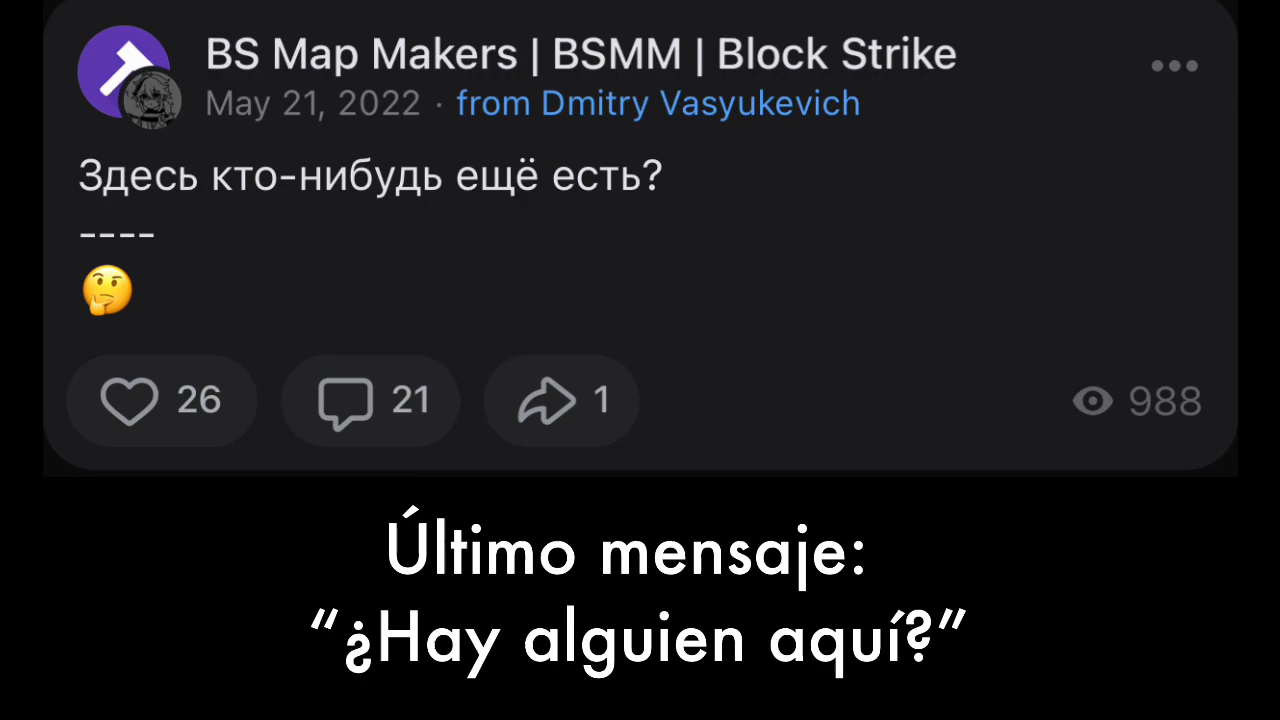 BS Map Makers | BSMM | Block Strike
May 21, 2022 · from Dmitry Vasyukevich
Здесь кто-нибудь ещё есть?
----
🤔
26 21 1 988
Último mensaje:
“¿Hay alguien aquí?”